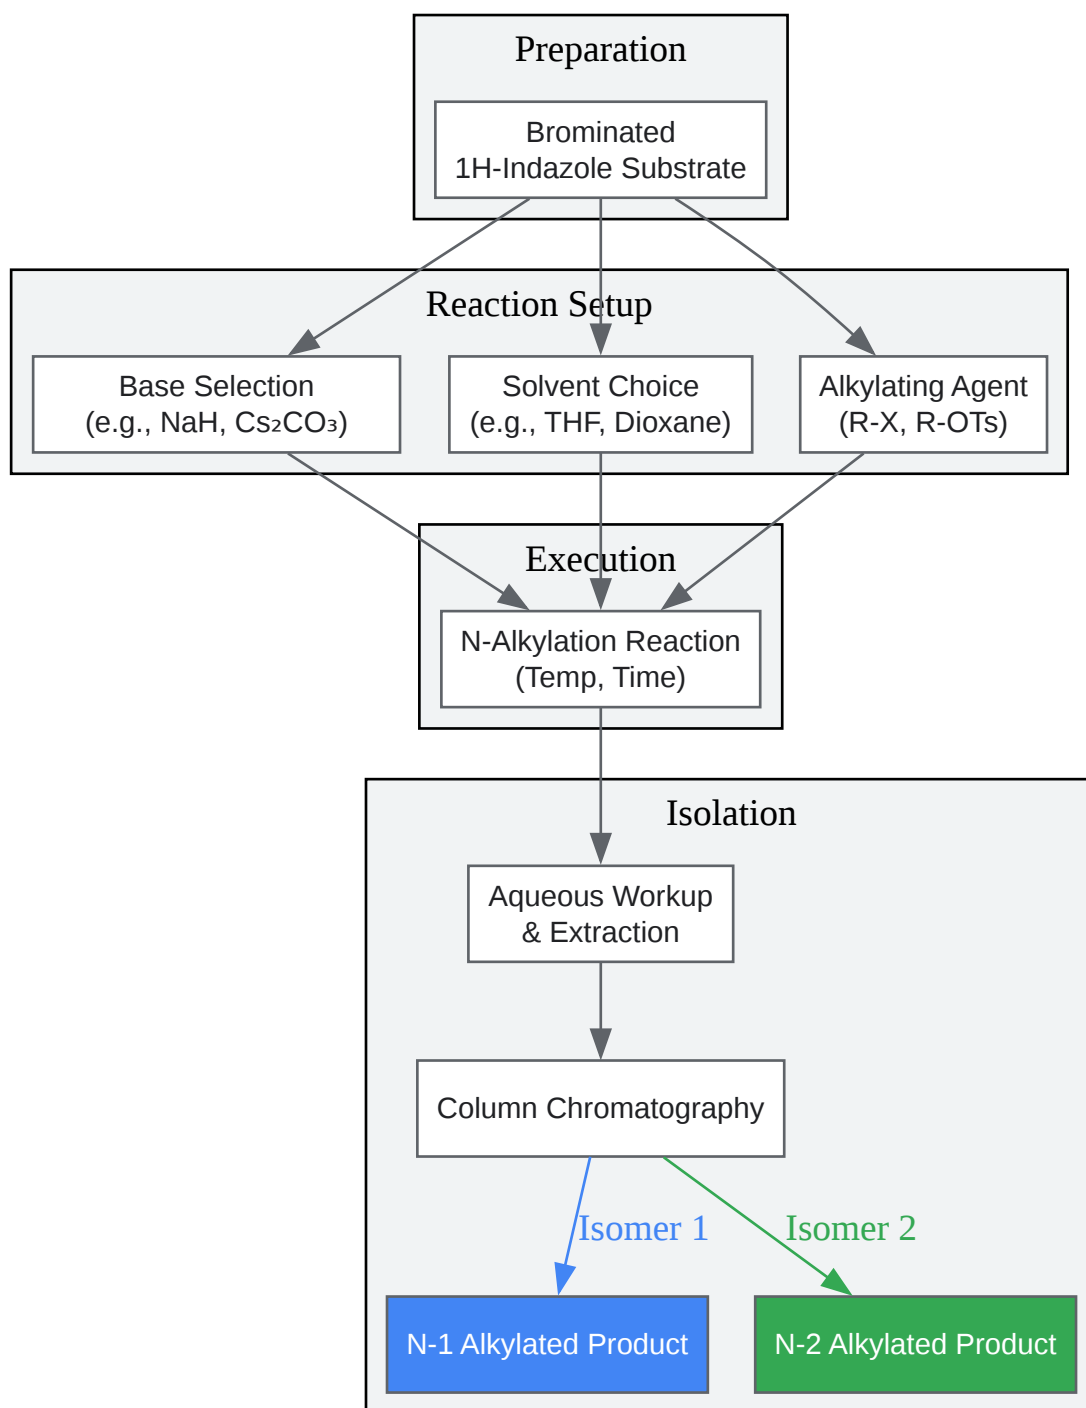 Preparation
Brominated
1H-Indazole Substrate
Reaction Setup
Base Selection
(e.g., NaH, Cs₂CO₃)
Solvent Choice
(e.g., THF, Dioxane)
Alkylating Agent
(R-X, R-OTs)
Execution
N-Alkylation Reaction
(Temp, Time)
Isolation
Aqueous Workup
& Extraction
Column Chromatography
Isomer 1
Isomer 2
N-1 Alkylated Product
N-2 Alkylated Product